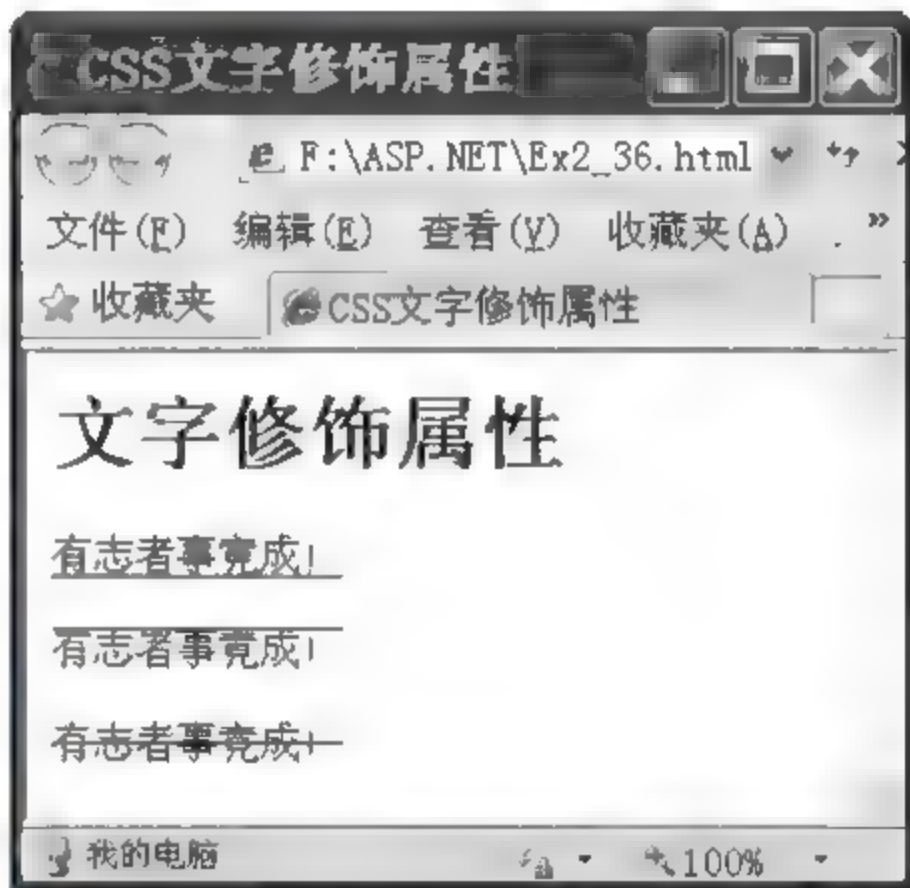 CSS文字修饰属性
F:\ASP.NET\Ex2_36.html
文件(F) 编辑(E) 查看(V) 收藏夹(A) »
收藏夹 CSS文字修饰属性
文字修饰属性
有志者事竟成!
有志者事竟成!
有志者事竟成!
我的电脑 100%